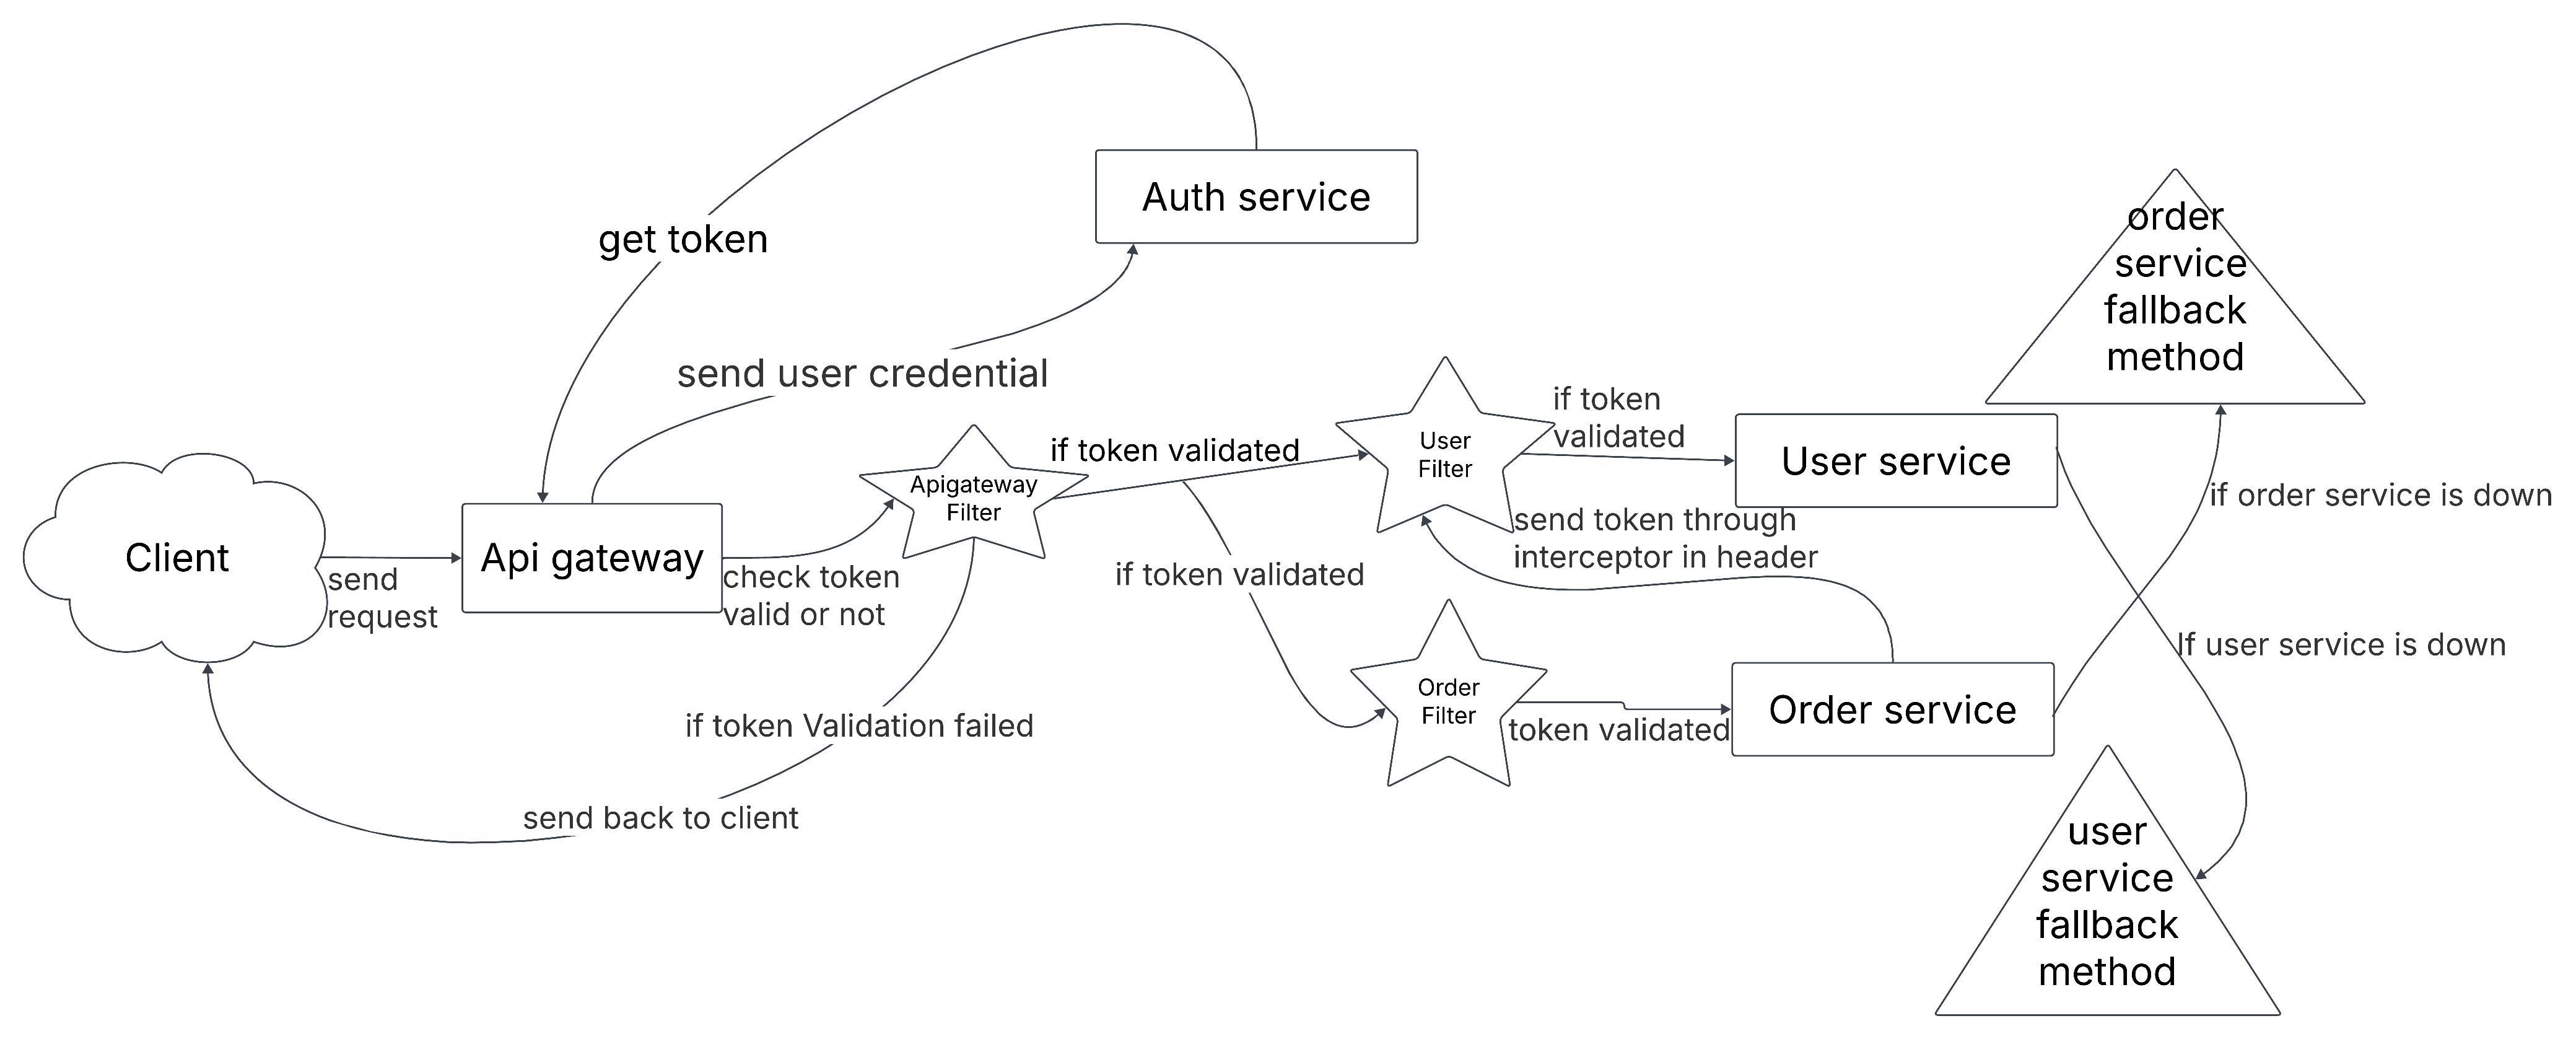 Auth service
get token
send user credential
order
service
fallback
method
if token
validated
User
Filter
if token validated
User service
Apigateway
Filter
if order service is down
send token through
interceptor in header
Client
Api gateway
send
request
check token
valid or not
if token validated
If user service is down
Order
Filter
token validated
Order service
if token Validation failed
send back to client
user
service
fallback
method